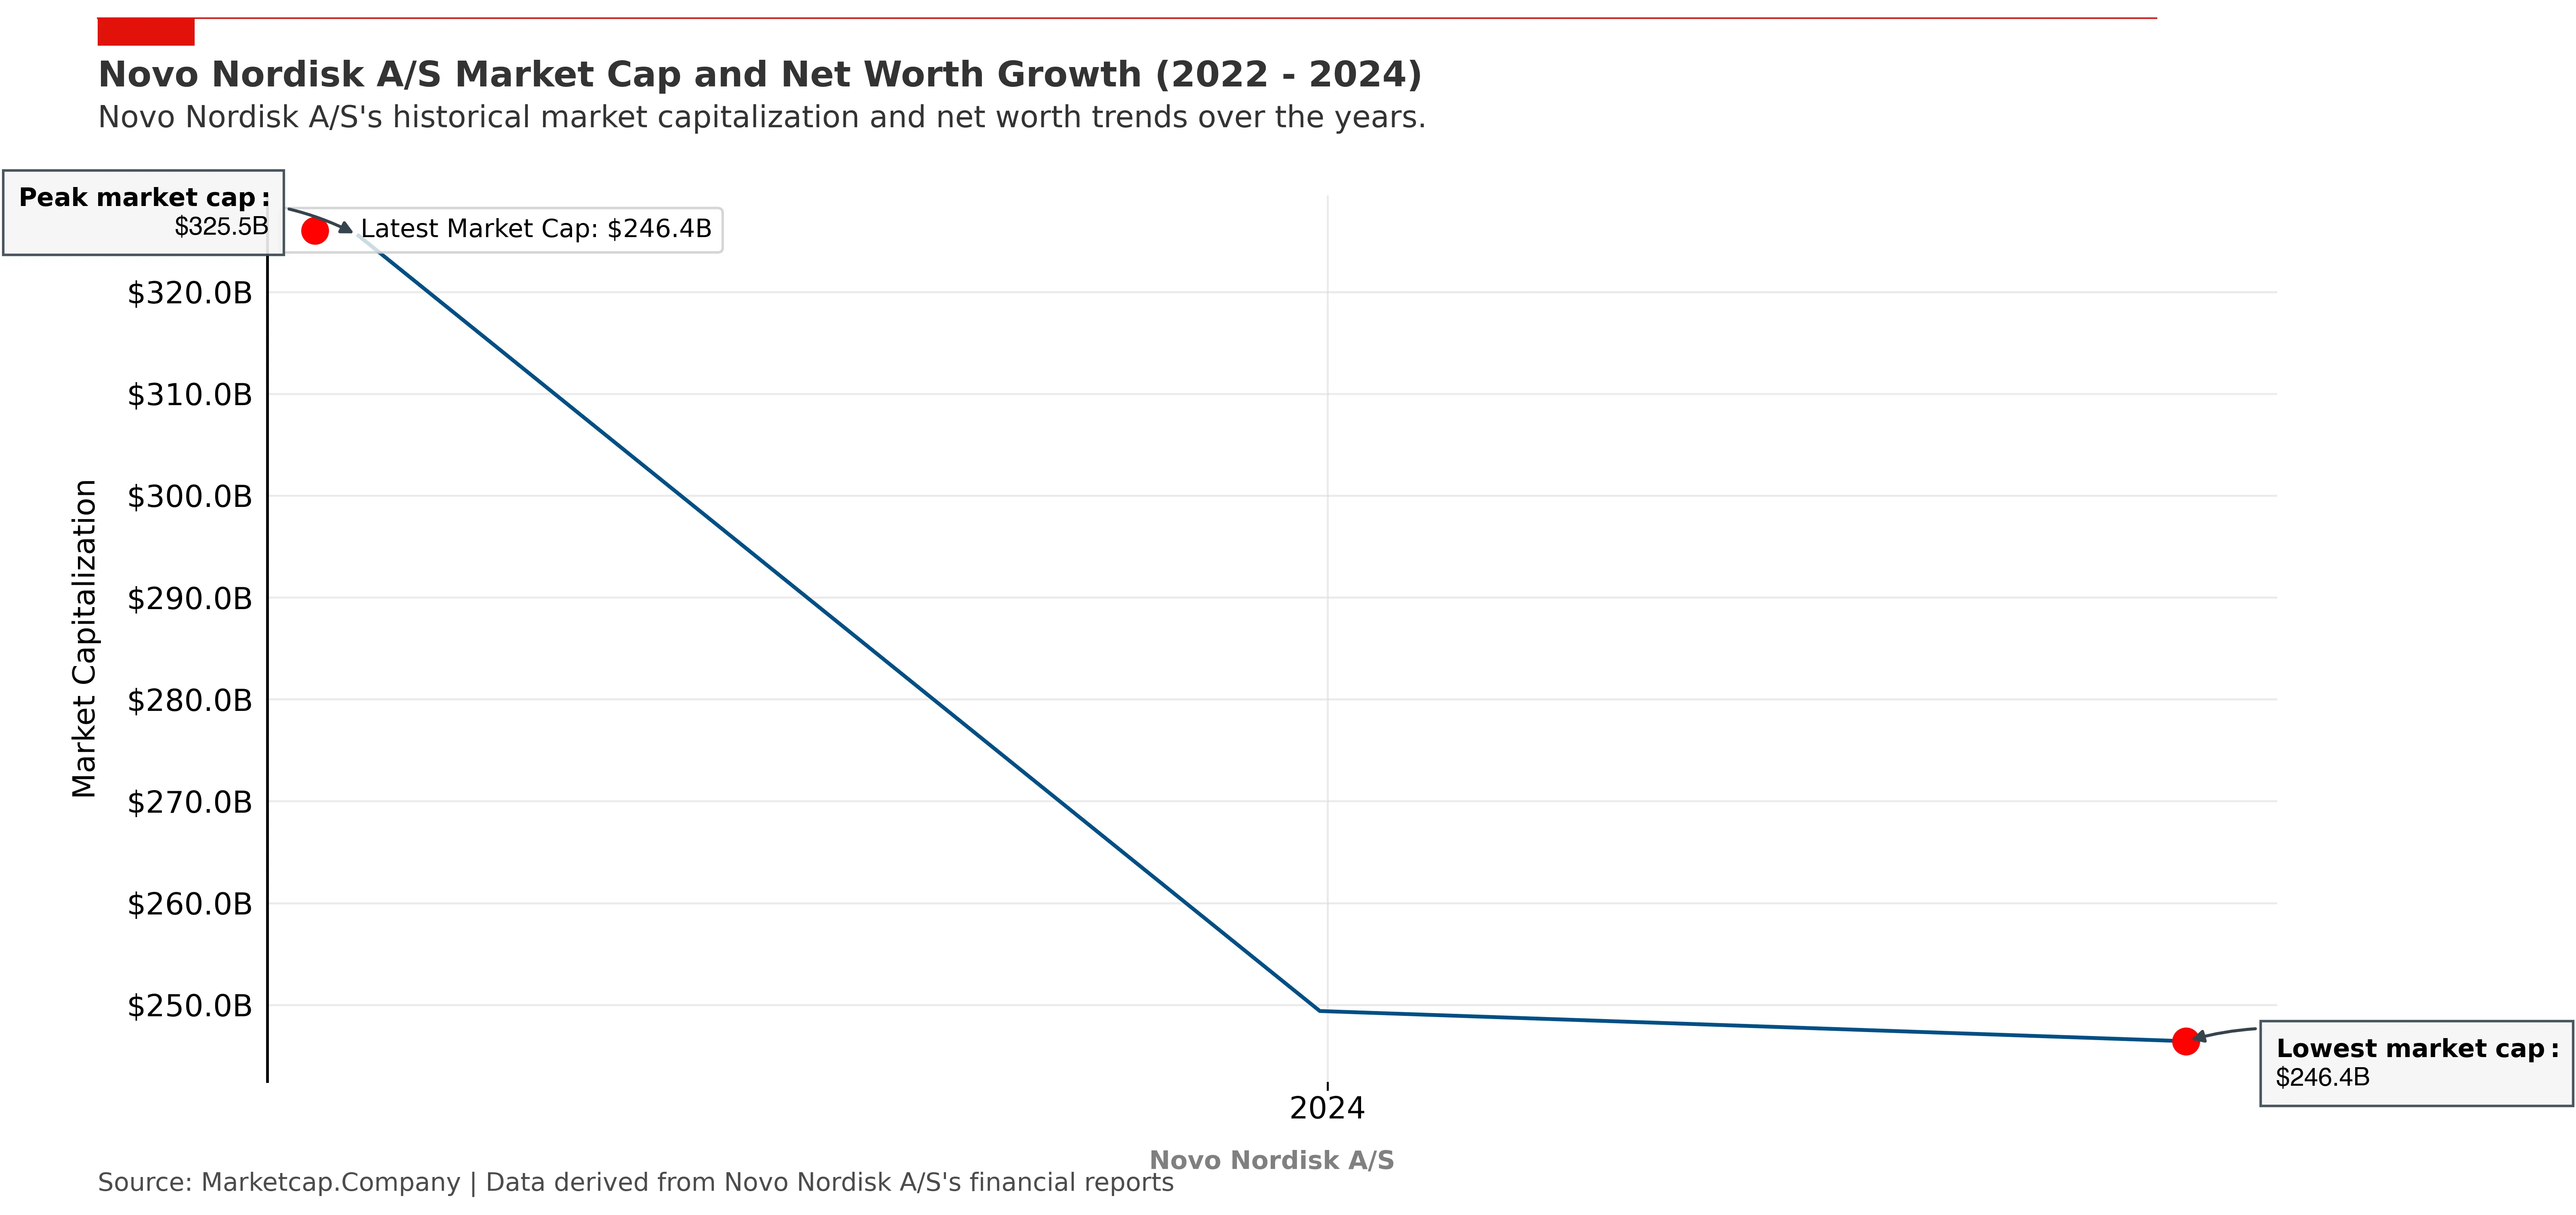 Novo Nordisk A/S Market Cap and Net Worth Growth (2022 - 2024)
Novo Nordisk A/S's historical market capitalization and net worth trends over the years.
Peak market cap:
$325.5B
Latest Market Cap: $246.4B
$320.0B
$310.0B
$300.0B
$290.0B
$280.0B
$270.0B
$260.0B
$250.0B
Market Capitalization
Lowest market cap:
$246.4B
2024
Novo Nordisk A/S
Source: Marketcap.Company | Data derived from Novo Nordisk A/S's financial reports